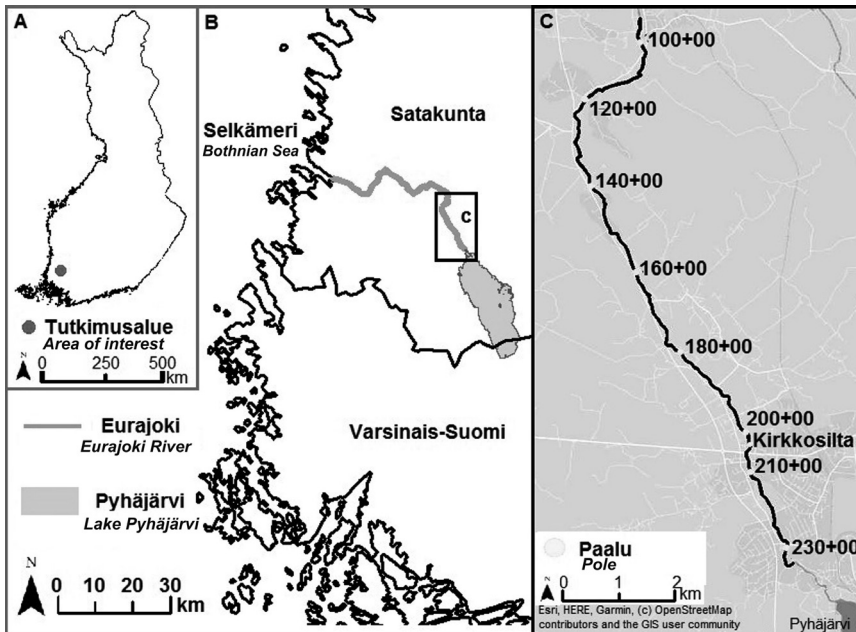 A
Tutkimusalue
Area of interest
N
0 250 500
km
Eurajoki
Eurajoki River
Pyhäjärvi
Lake Pyhäjärvi
N
0 10 20 30
km
B
Selkämeri
Bothnian Sea
Satakunta
C
Varsinais-Suomi
C
100+00
120+00
140+00
160+00
180+00
200+00
Kirkkosilta
210+00
230+00
Paalu
Pole
N
0 1 2
km
Esri, HERE, Garmin, (c) OpenStreetMap
contributors and the GIS user community
Pyhäjärvi